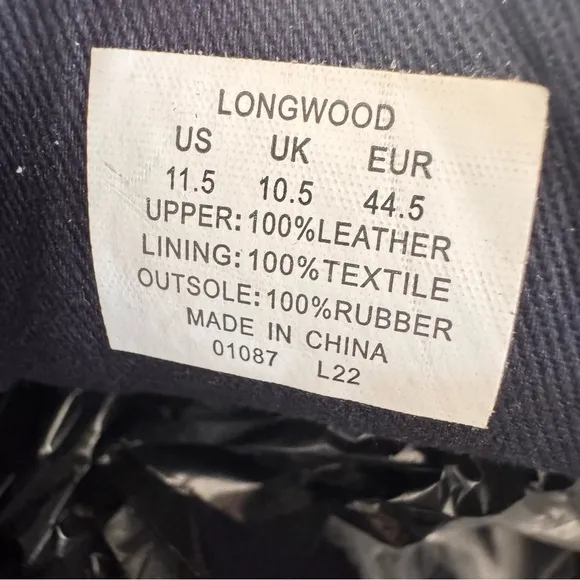 LONGWOOD
US UK EUR
11.5 10.5 44.5
UPPER: 100%LEATHER
LINING: 100%TEXTILE
OUTSOLE: 100%RUBBER
MADE IN CHINA
01087 L22